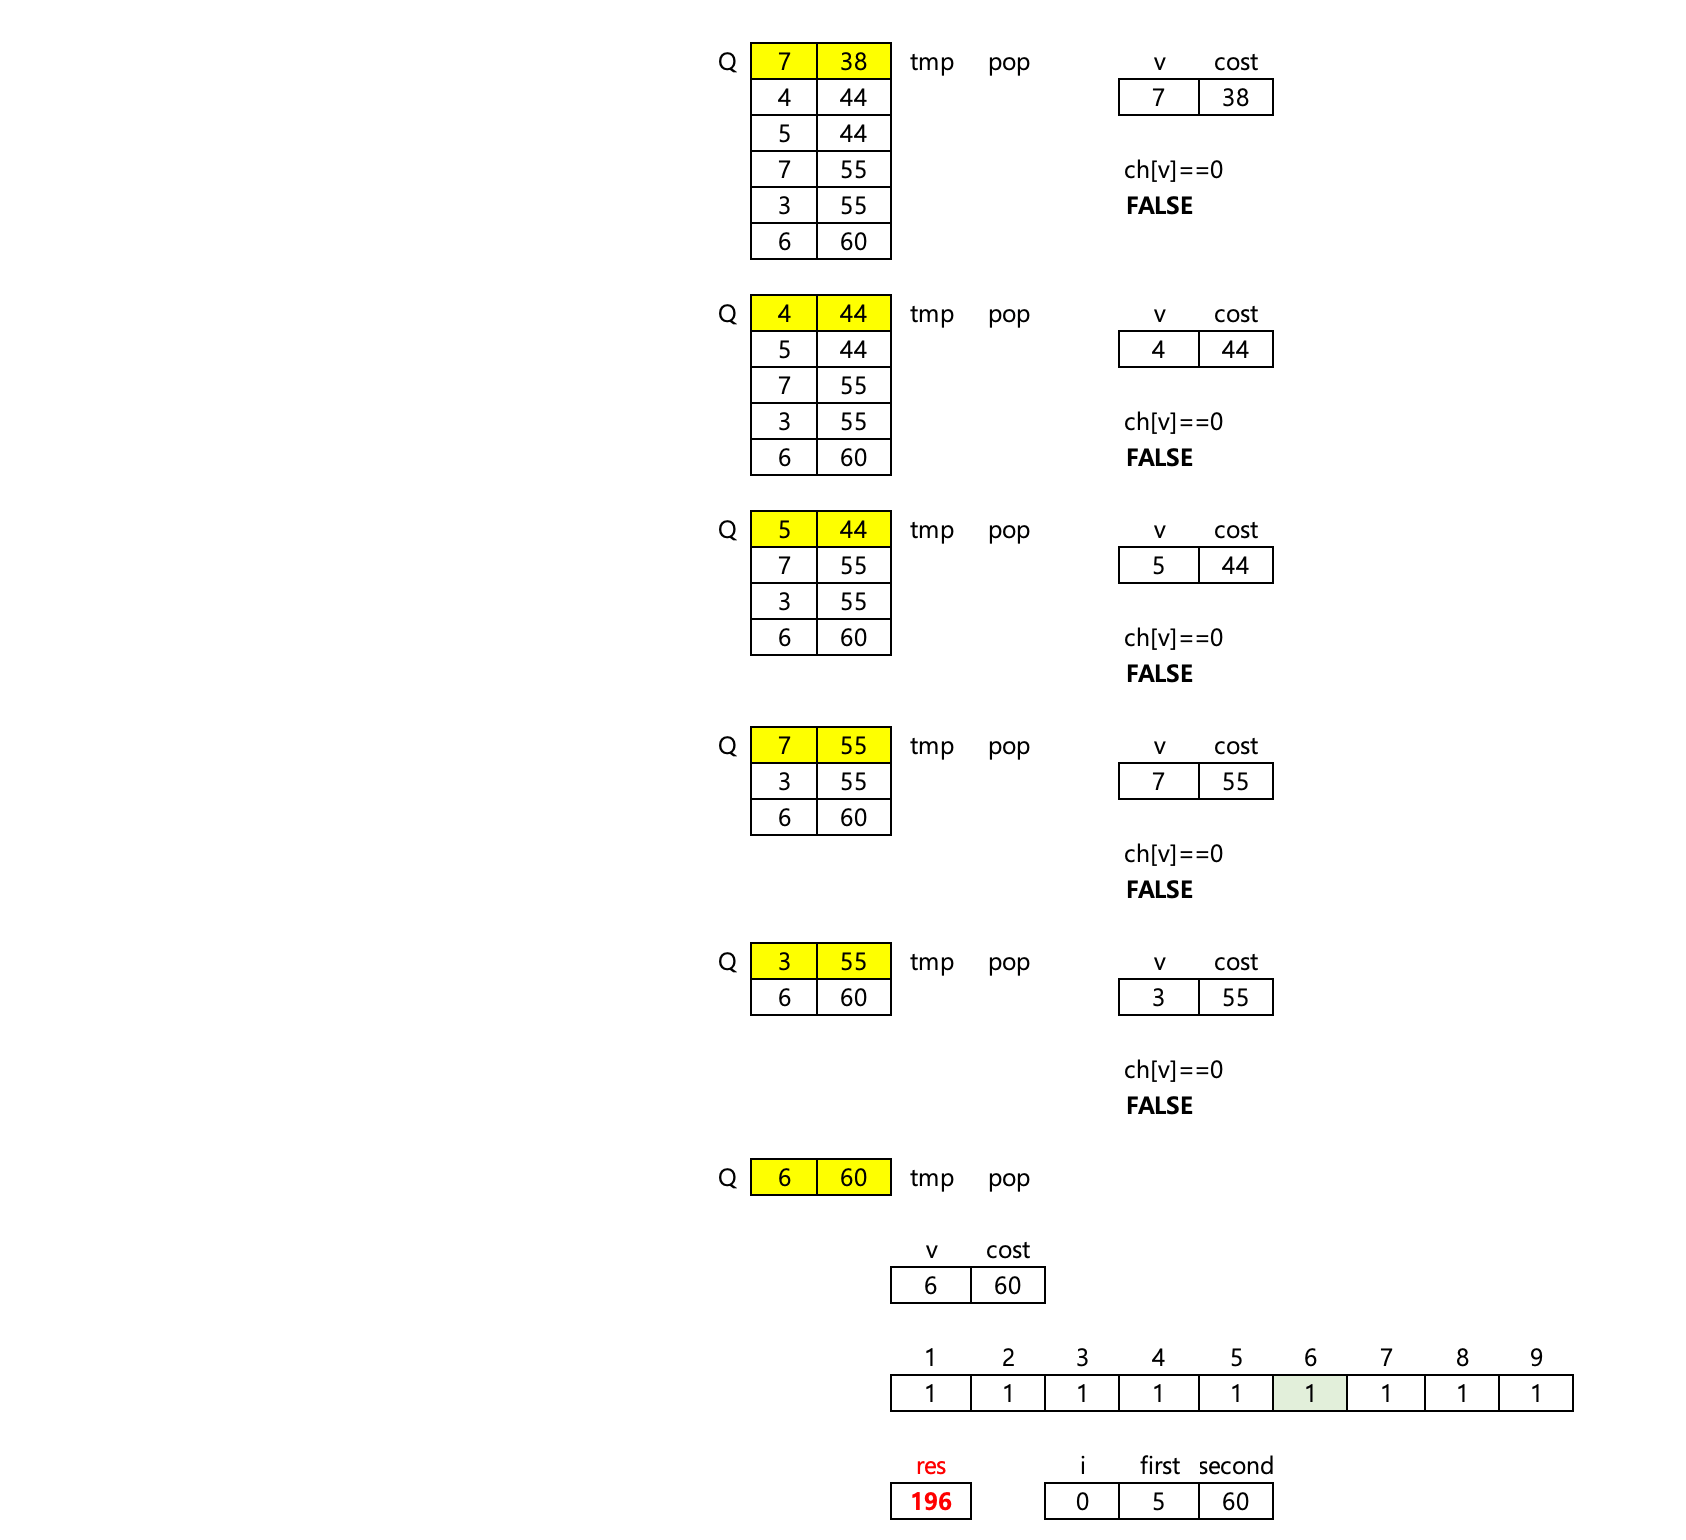 Q 7 38 tmp pop v cost
4 44 7 38
5 44
7 55 ch[v]==0
3 55 FALSE
6 60
Q 4 44 tmp pop v cost
5 44 4 44
7 55
3 55 ch[v]==0
6 60 FALSE
Q 5 44 tmp pop v cost
7 55 5 44
3 55
6 60 ch[v]==0
FALSE
Q 7 55 tmp pop v cost
3 55 7 55
6 60
ch[v]==0
FALSE
Q 3 55 tmp pop v cost
6 60 3 55
ch[v]==0
FALSE
Q 6 60 tmp pop
v cost
6 60
1 2 3 4 5 6 7 8 9
1 1 1 1 1 1 1 1 1
res i first second
196 0 5 60